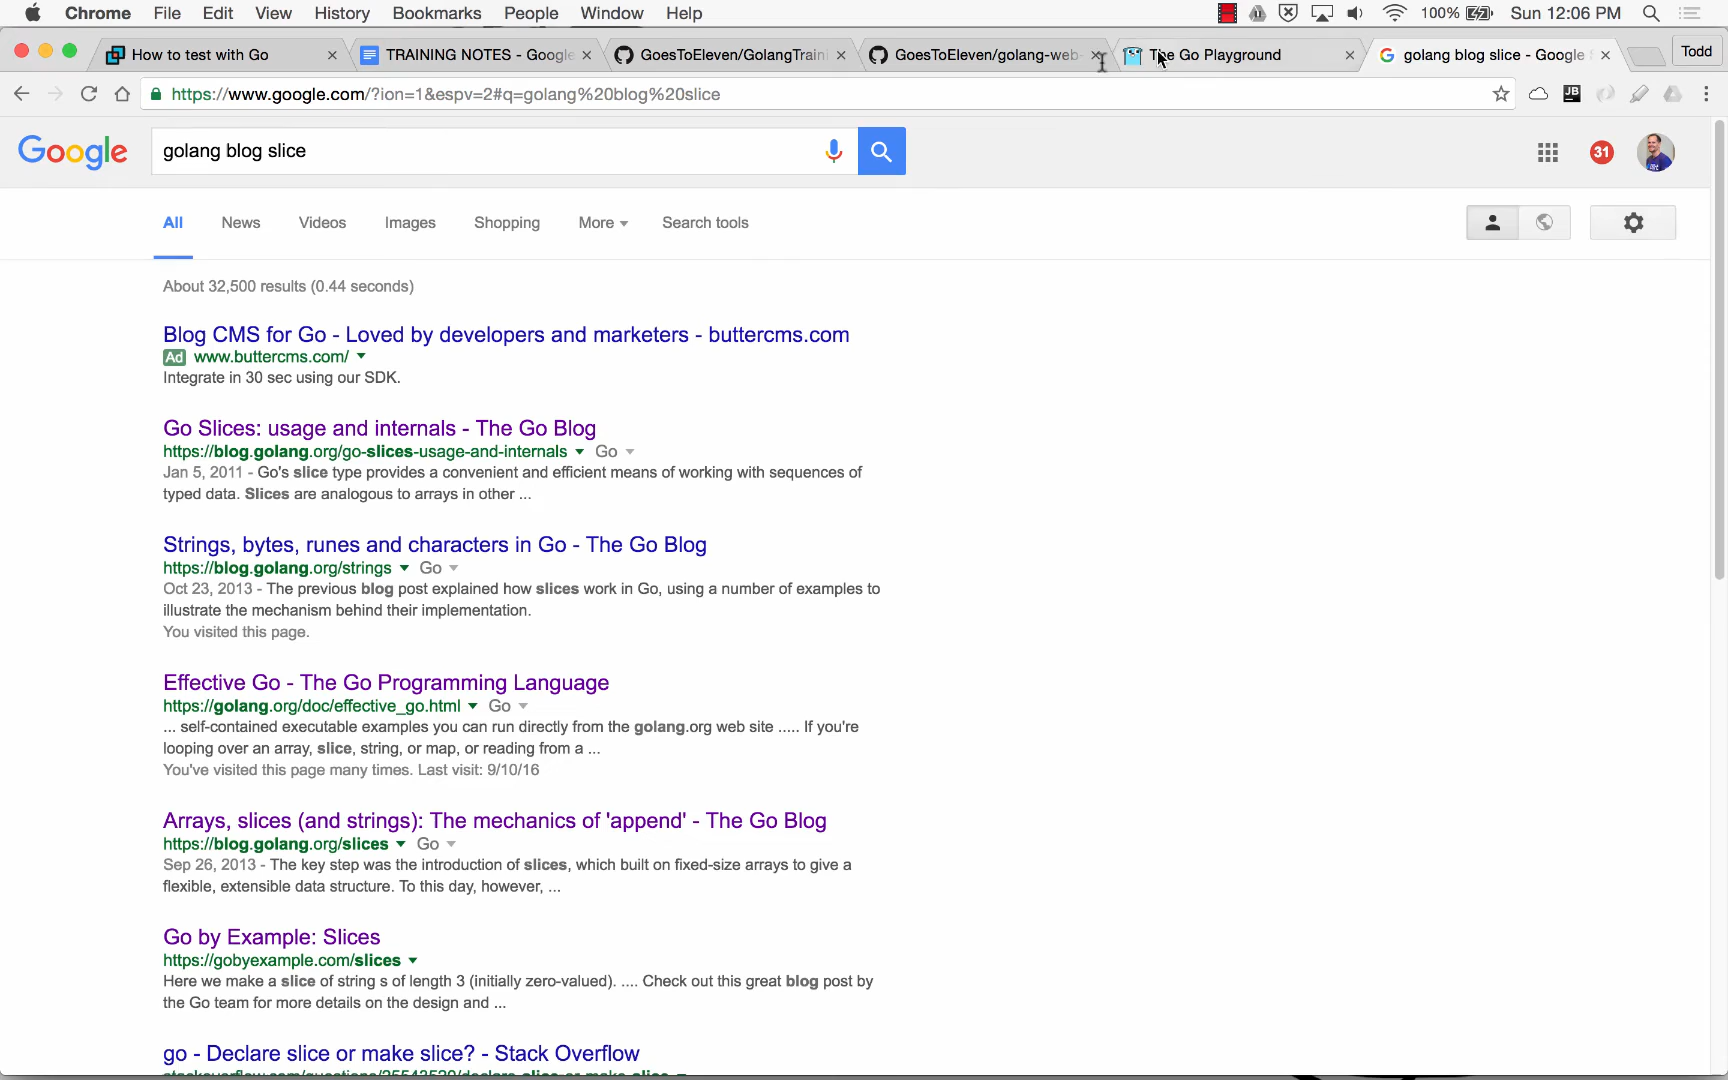 Chrome File Edit View History Bookmarks People Window Help 100% Sun 12:06 PM
How to test with Go TRAINING NOTES - Google GoesToEleven/GolangTraini GoesToEleven/golang-web- The Go Playground golang blog slice - Google Todd
https://www.google.com/?ion=1&espv=2#q=golang%20blog%20slice JB
Google golang blog slice 31
All News Videos Images Shopping More Search tools
About 32,500 results (0.44 seconds)
Blog CMS for Go - Loved by developers and marketers - buttercms.com
Ad www.buttercms.com/
Integrate in 30 sec using our SDK.
Go Slices: usage and internals - The Go Blog
https://blog.golang.org/go-slices-usage-and-internals Go
Jan 5, 2011 - Go's slice type provides a convenient and efficient means of working with sequences of
typed data. Slices are analogous to arrays in other ...
Strings, bytes, runes and characters in Go - The Go Blog
https://blog.golang.org/strings Go
Oct 23, 2013 - The previous blog post explained how slices work in Go, using a number of examples to
illustrate the mechanism behind their implementation.
You visited this page.
Effective Go - The Go Programming Language
https://golang.org/doc/effective_go.html Go
... self-contained executable examples you can run directly from the golang.org web site ..... If you're
looping over an array, slice, string, or map, or reading from a ...
You've visited this page many times. Last visit: 9/10/16
Arrays, slices (and strings): The mechanics of 'append' - The Go Blog
https://blog.golang.org/slices Go
Sep 26, 2013 - The key step was the introduction of slices, which built on fixed-size arrays to give a
flexible, extensible data structure. To this day, however, ...
Go by Example: Slices
https://gobyexample.com/slices
Here we make a slice of string s of length 3 (initially zero-valued). .... Check out this great blog post by
the Go team for more details on the design and ...
go - Declare slice or make slice? - Stack Overflow